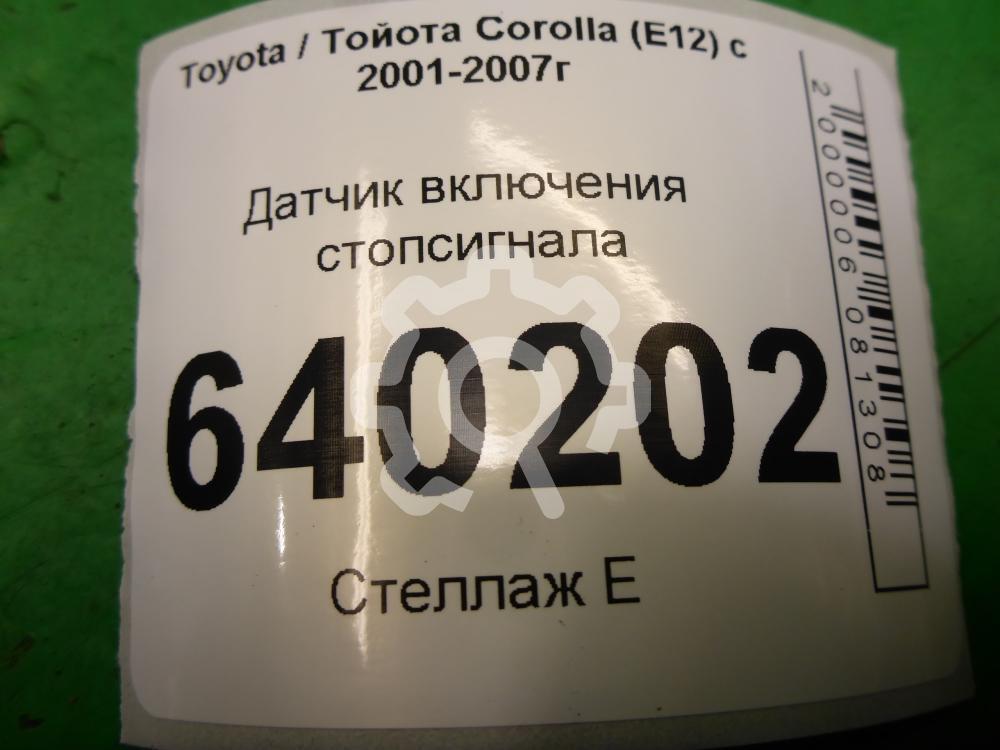 Toyota / Тойота Corolla (E12) с
2001-2007г
Датчик включения
стопсигнала
640202
Стеллаж Е
2000006081308